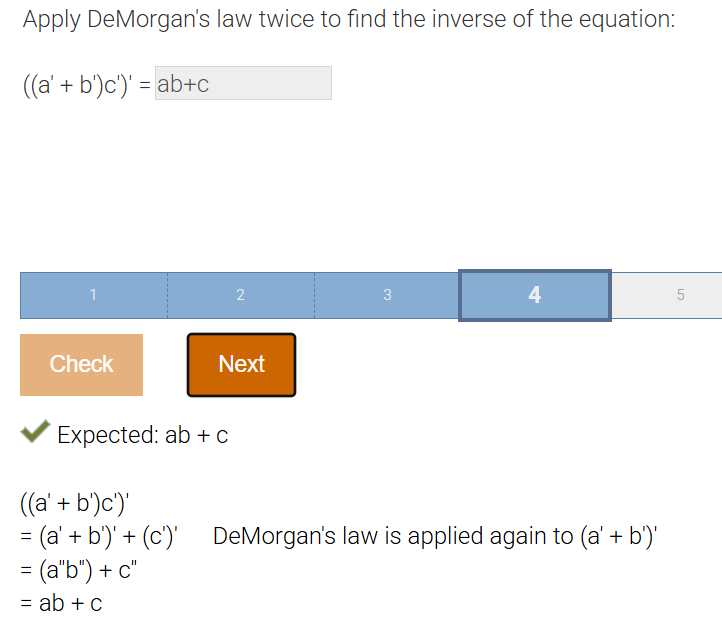 Apply DeMorgan's law twice to find the inverse of the equation:
((a' + b')c')' = ab+c
1 2 3 4 5
Check Next
Expected: ab + c
((a' + b')c')'
= (a' + b')' + (c')' DeMorgan's law is applied again to (a' + b')'
= (a''b'') + c''
= ab + c